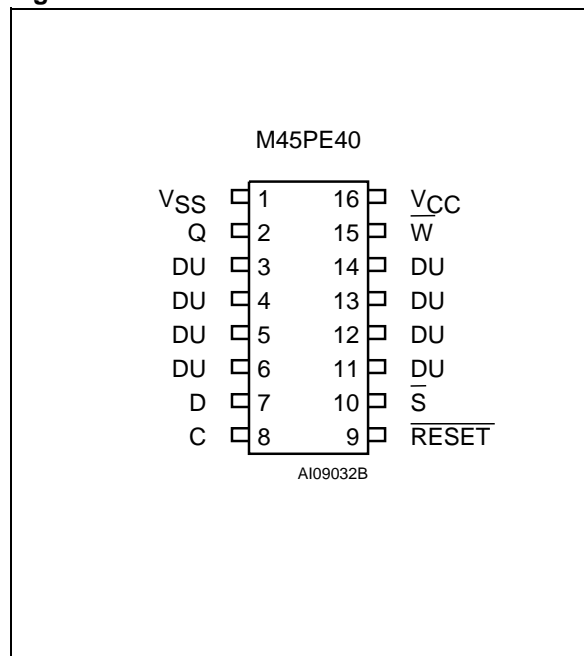 M45PE40
VSS 1 16 VCC
Q 2 15 W̅
DU 3 14 DU
DU 4 13 DU
DU 5 12 DU
DU 6 11 DU
D 7 10 S̅
C 8 9 R̅E̅S̅E̅T̅
AI09032B